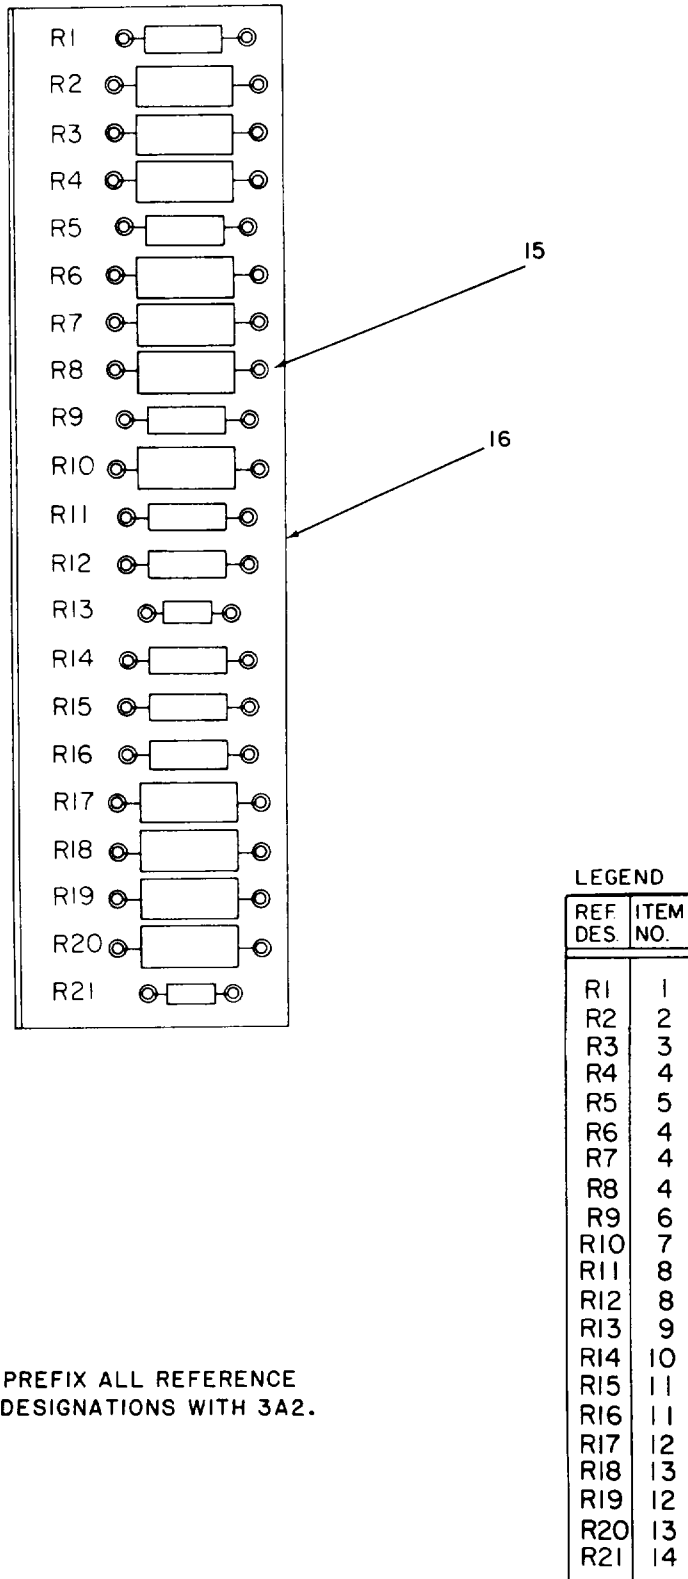 R1
R2
R3
R4
R5
15
R6
R7
R8
R9
16
R10
R11
R12
R13
R14
R15
R16
R17
R18
R19
R20
R21
LEGEND
REF. ITEM
DES. NO.
R1 1
R2 2
R3 3
R4 4
R5 5
R6 4
R7 4
R8 4
R9 6
R10 7
R11 8
R12 8
R13 9
R14 10
R15 11
R16 11
R17 12
R18 13
R19 12
R20 13
R21 14
PREFIX ALL REFERENCE
DESIGNATIONS WITH 3A2.